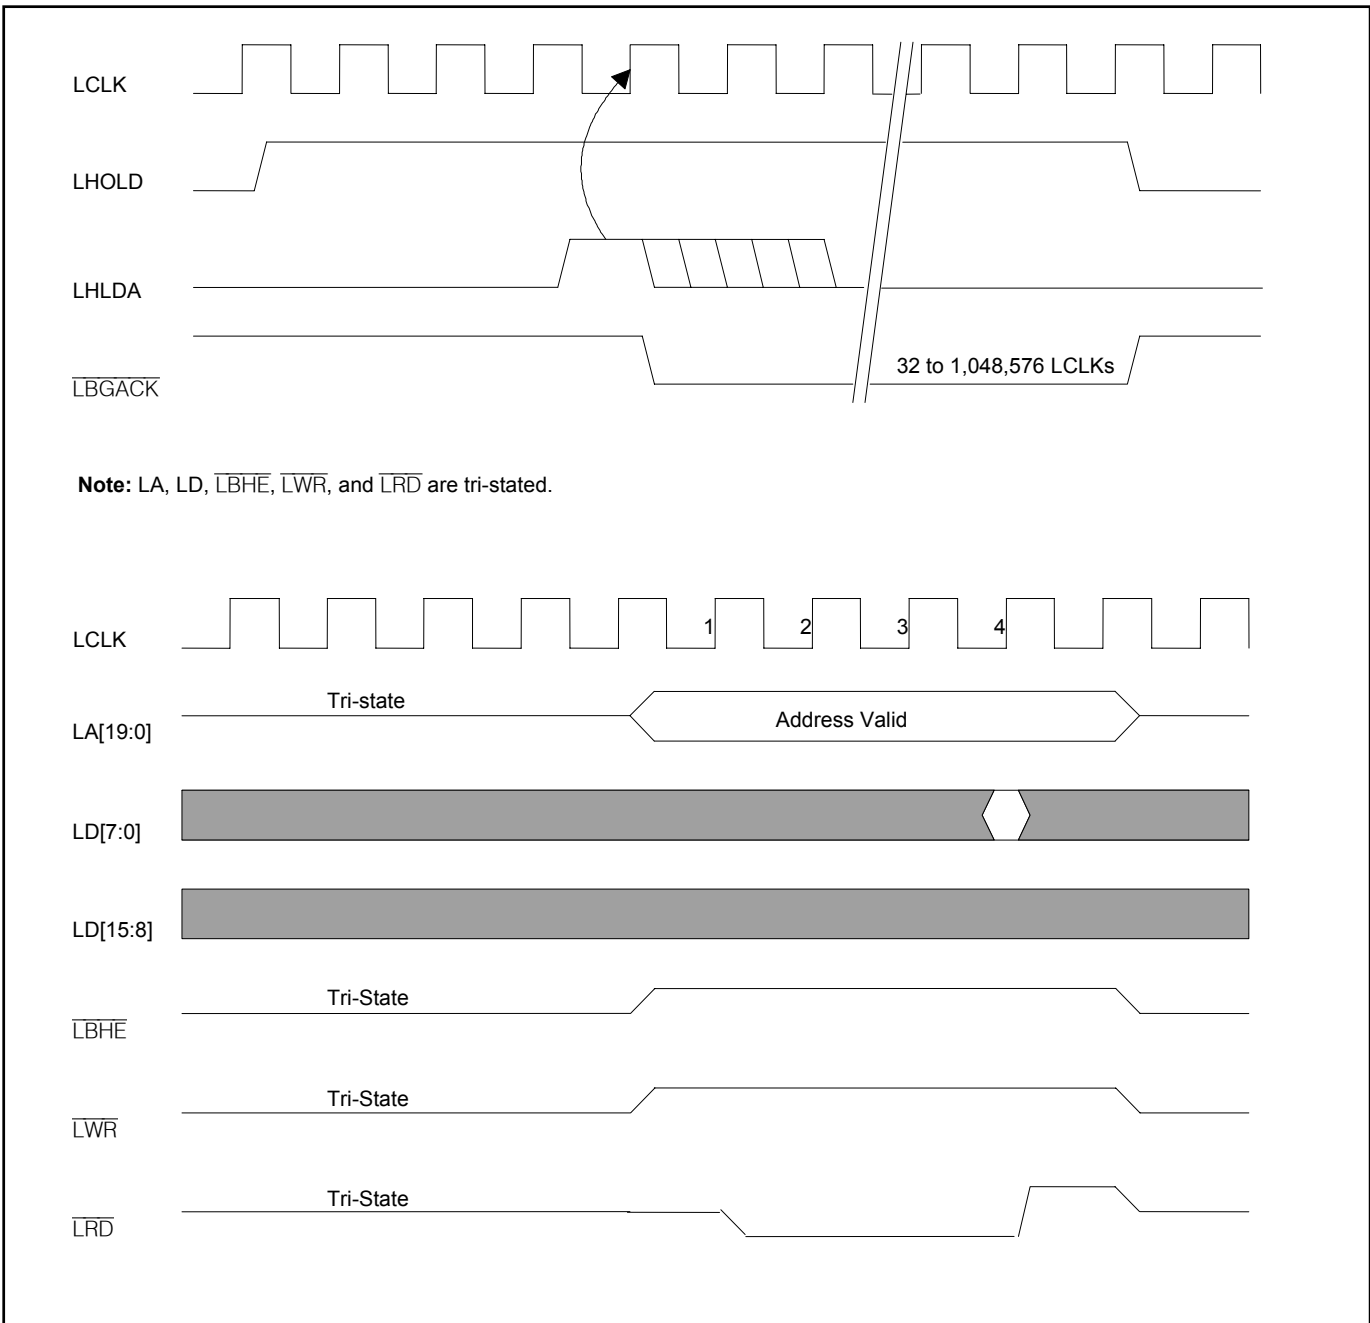 LCLK
LHOLD
LHLDA
32 to 1,048,576 LCLKs
LBGACK
Note: LA, LD, LBHE, LWR, and LRD are tri-stated.
1 2 3 4
LCLK
Tri-state
Address Valid
LA[19:0]
LD[7:0]
LD[15:8]
Tri-State
LBHE
Tri-State
LWR
Tri-State
LRD